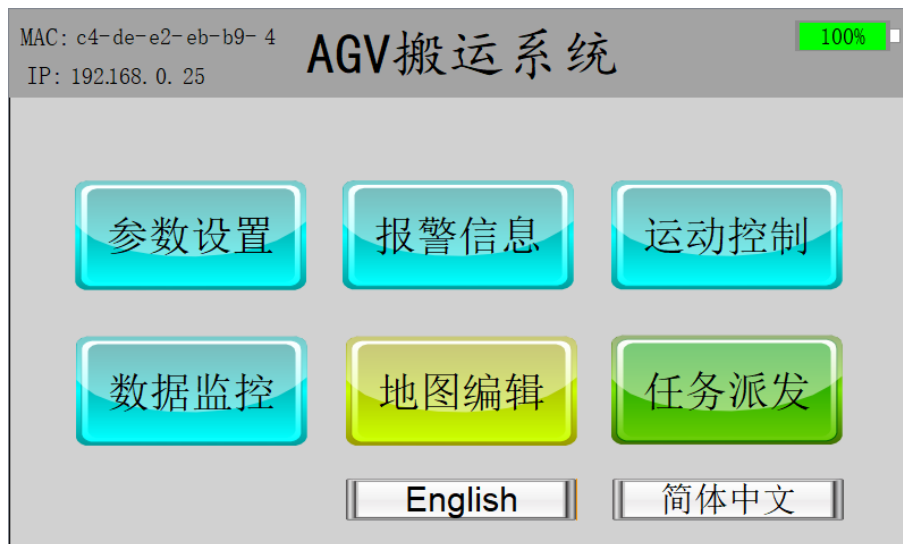 MAC: c4-de-e2-eb-b9- 4
IP: 192.168. 0. 25
AGV搬运系统
100%
参数设置
报警信息
运动控制
数据监控
地图编辑
任务派发
English
简体中文